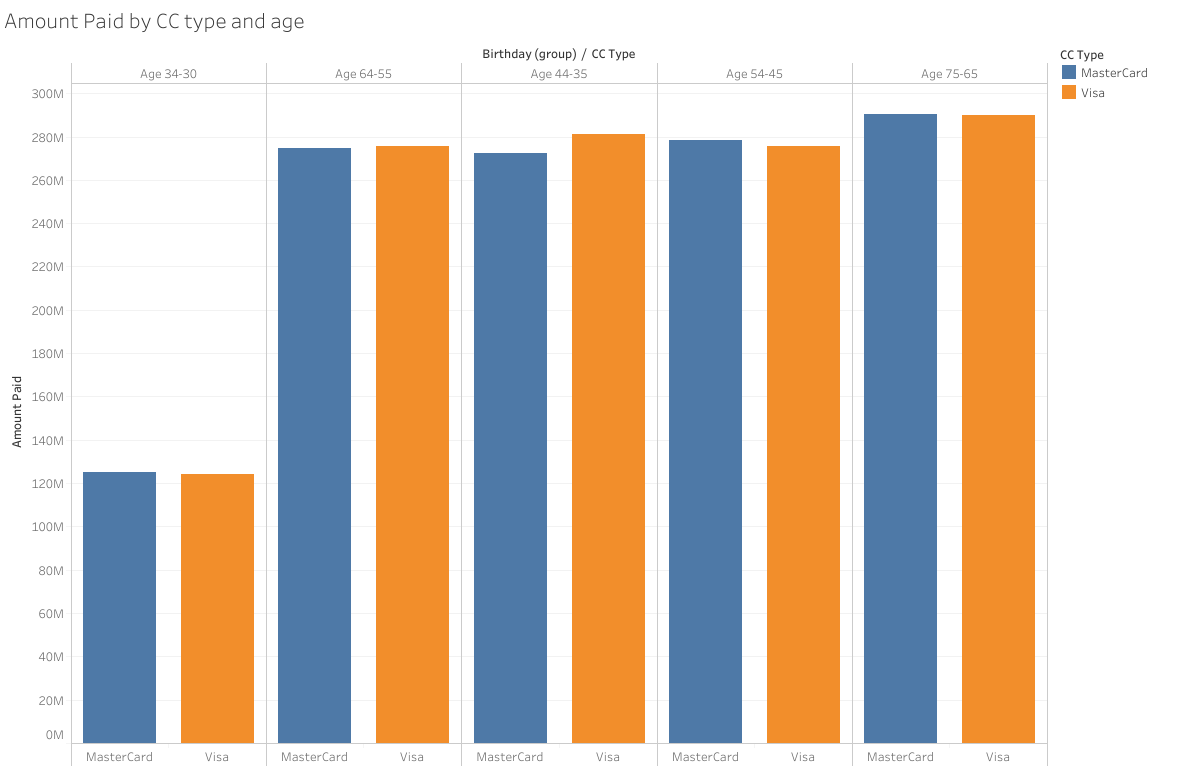 Amount Paid by CC type and age
Birthday (group) / CC Type
Age 34-30 Age 64-55 Age 44-35 Age 54-45 Age 75-65
300M
280M
260M
240M
220M
200M
180M
160M
140M
120M
100M
80M
60M
40M
20M
0M
Amount Paid
MasterCard Visa MasterCard Visa MasterCard Visa MasterCard Visa MasterCard Visa
CC Type
MasterCard
Visa